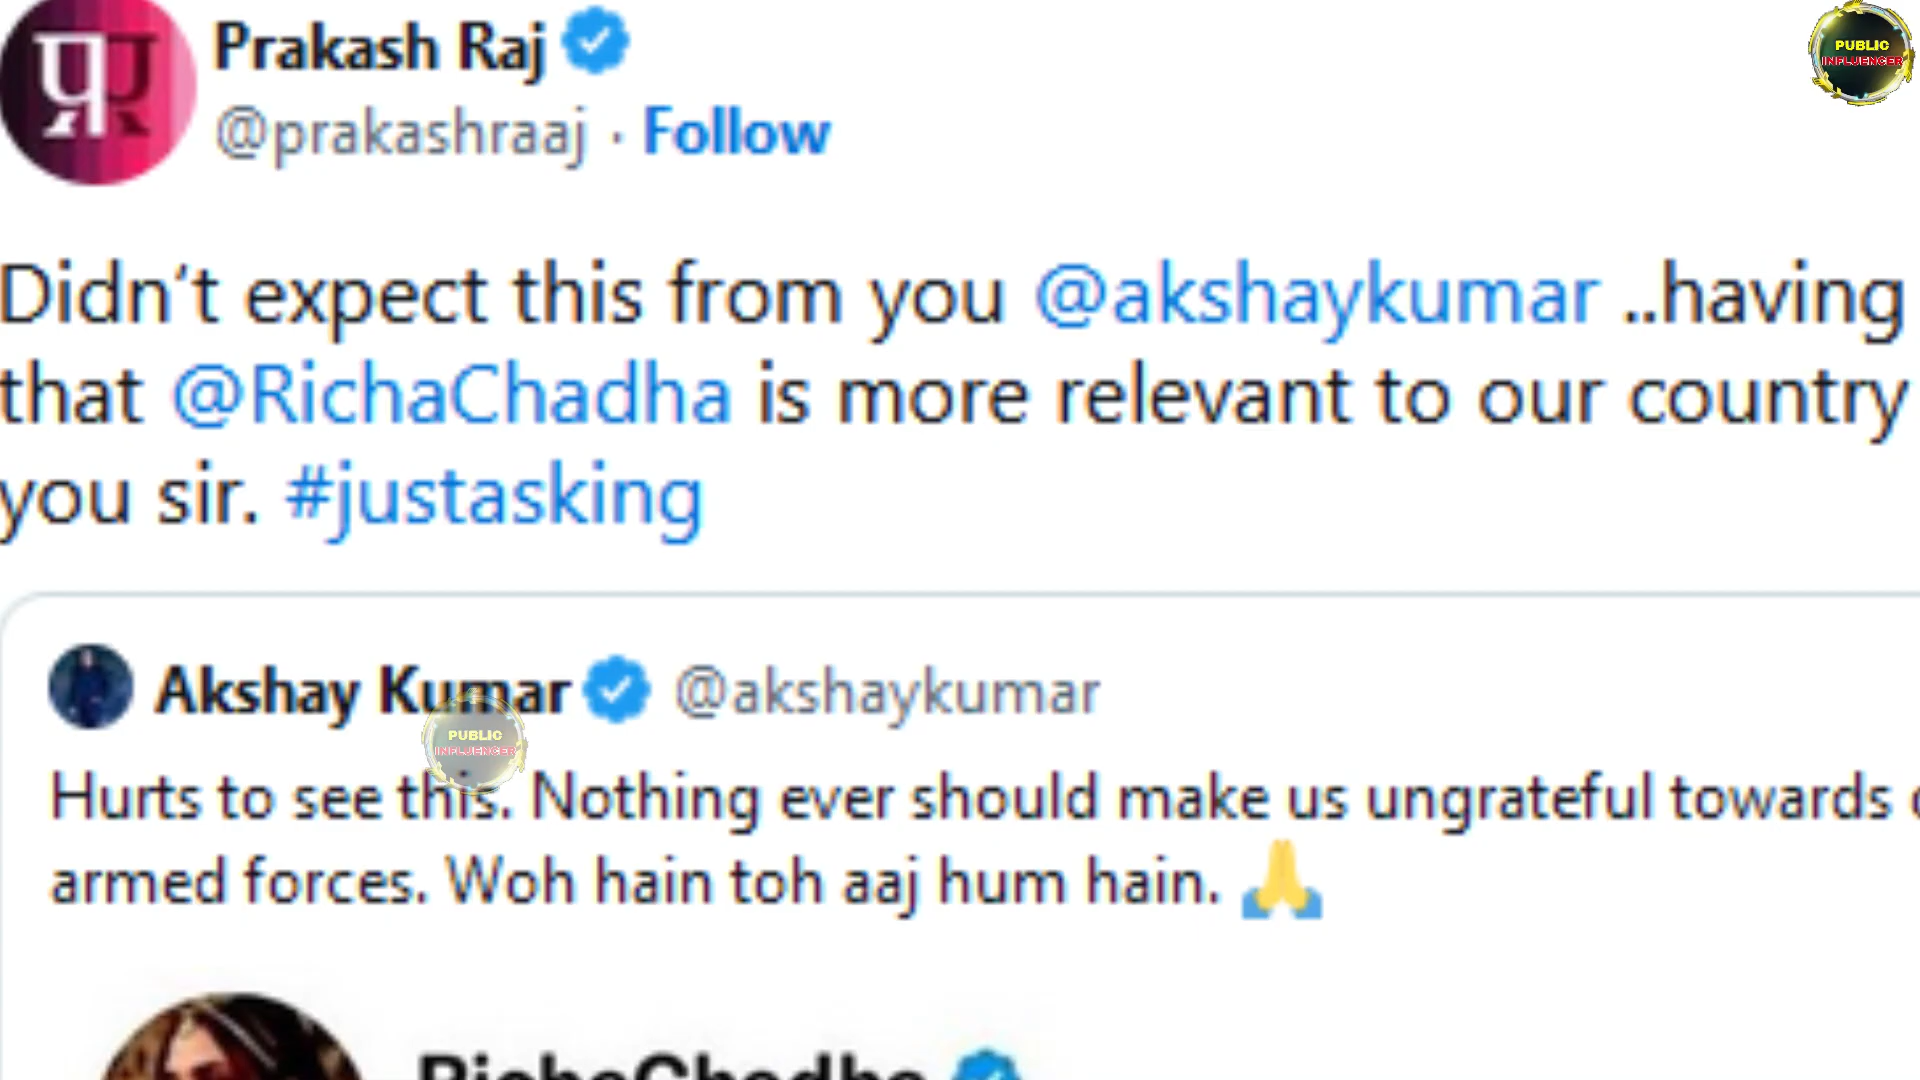 Prakash Raj
PUBLIC
INFLUENCER
@prakashraaj · Follow
Didn't expect this from you @akshaykumar ..having
that @RichaChadha is more relevant to our country
you sir. #justasking
Akshay Kumar @akshaykumar
PUBLIC
INFLUENCER
Hurts to see this. Nothing ever should make us ungrateful towards
armed forces. Woh hain toh aaj hum hain. 🙏
RichaChadha